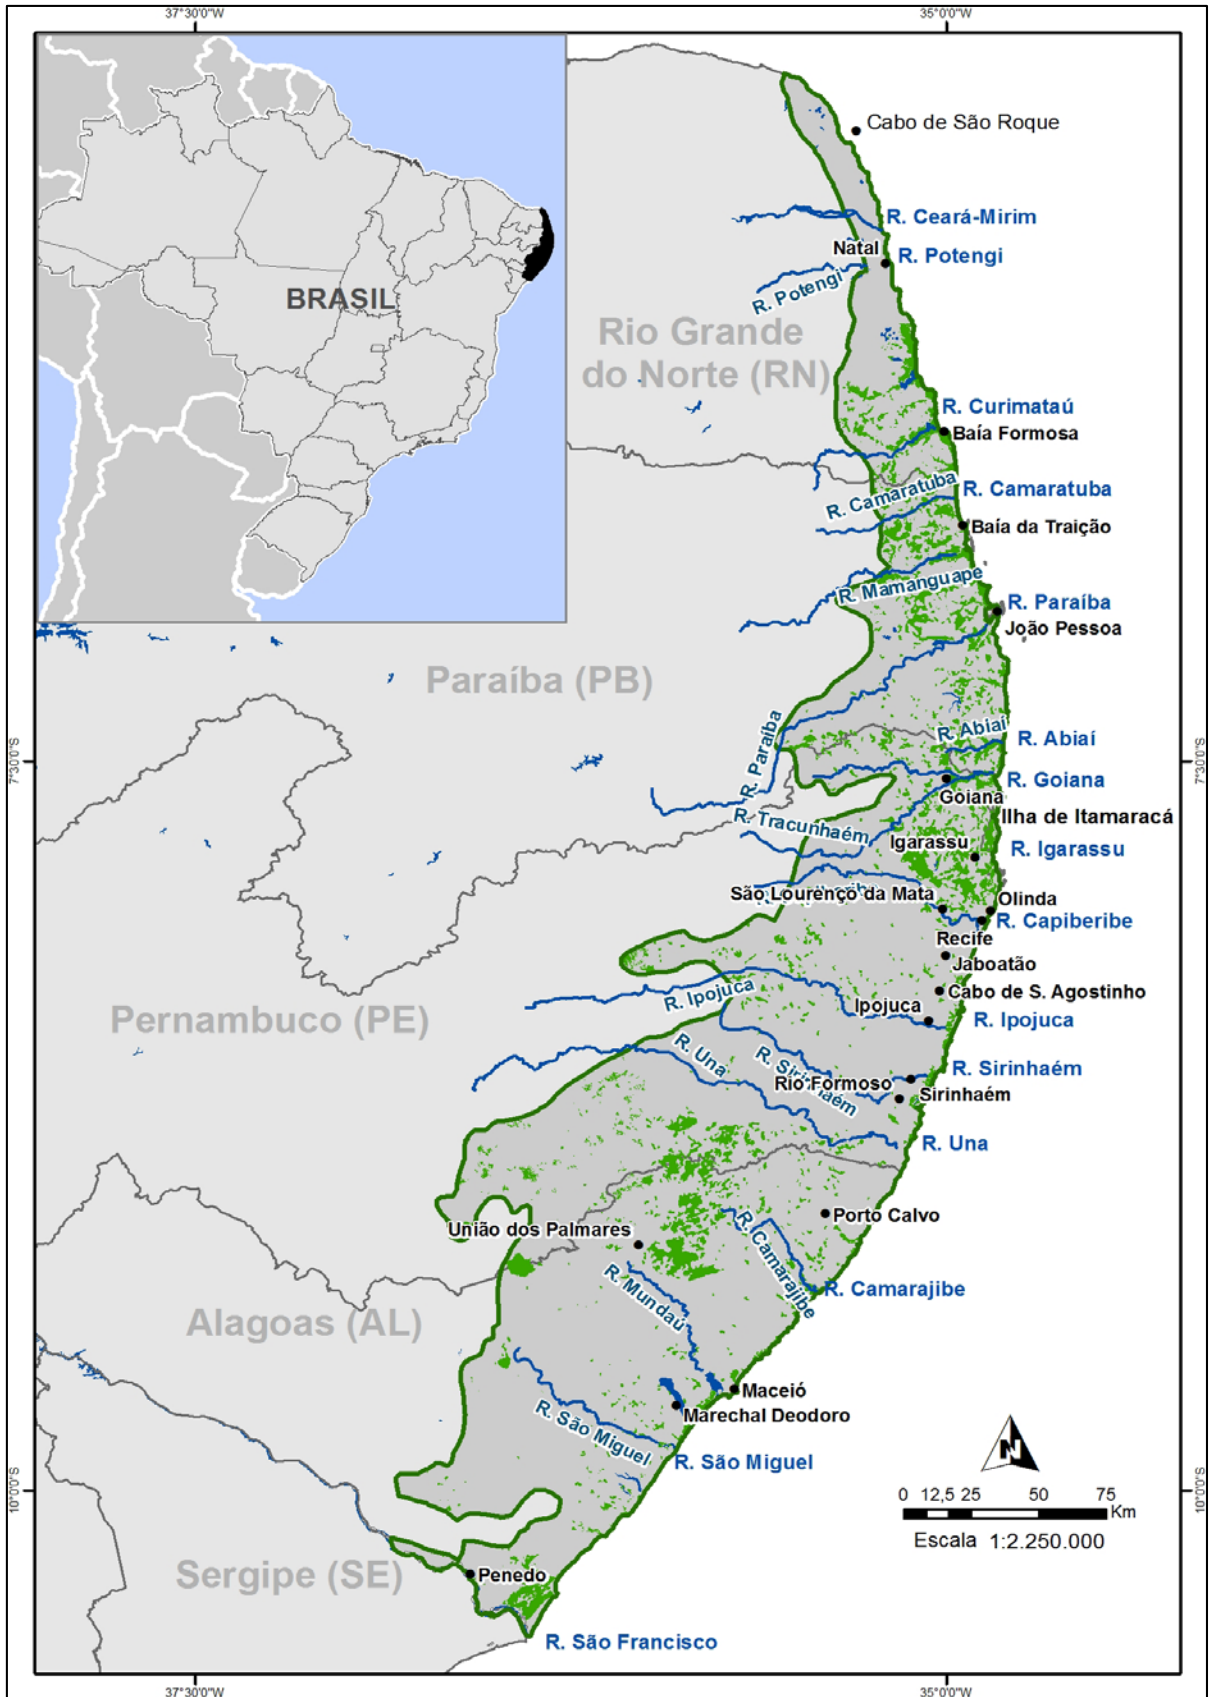 37°30'0"W
35°0'0"W
Cabo de São Roque
R. Ceará-Mirim
Natal
R. Potengi
R. Potengi
BRASIL
Rio Grande
do Norte (RN)
R. Curimataú
Baía Formosa
R. Camaratuba
R. Camaratuba
Baía da Traição
R. Mamanguape
R. Paraíba
João Pessoa
Paraíba (PB)
R. Paraíba
R. Abiaí
R. Abiaí
7°30'0"S
7°30'0"S
R. Goiana
Goiana
Ilha de Itamaracá
R. Tracunhaém
Igarassu
R. Igarassu
São Lourenço da Mata
Olinda
R. Capiberibe
Recife
Jaboatão
R. Ipojuca
Cabo de S. Agostinho
Ipojuca
R. Ipojuca
Pernambuco (PE)
R. Una
R. Sirinhaém
R. Sirinhaém
Rio Formoso
Sirinhaém
R. Una
Porto Calvo
União dos Palmares
R. Camarajibe
R. Camarajibe
R. Mundaú
Alagoas (AL)
Maceió
Marechal Deodoro
R. São Miguel
R. São Miguel
N
10°0'0"S
10°0'0"S
0 12,5 25 50 75
Km
Escala 1:2.250.000
Sergipe (SE)
Penedo
R. São Francisco
37°30'0"W
35°0'0"W